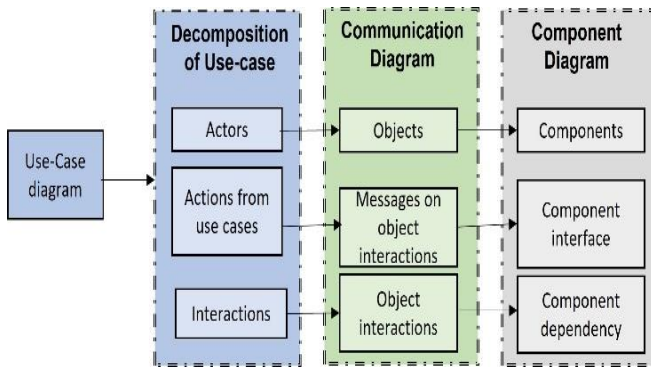 Use-Case
diagram
Decomposition
of Use-case
Actors
Actions from
use cases
Interactions
Communication
Diagram
Objects
Messages on
object
interactions
Object
interactions
Component
Diagram
Components
Component
interface
Component
dependency